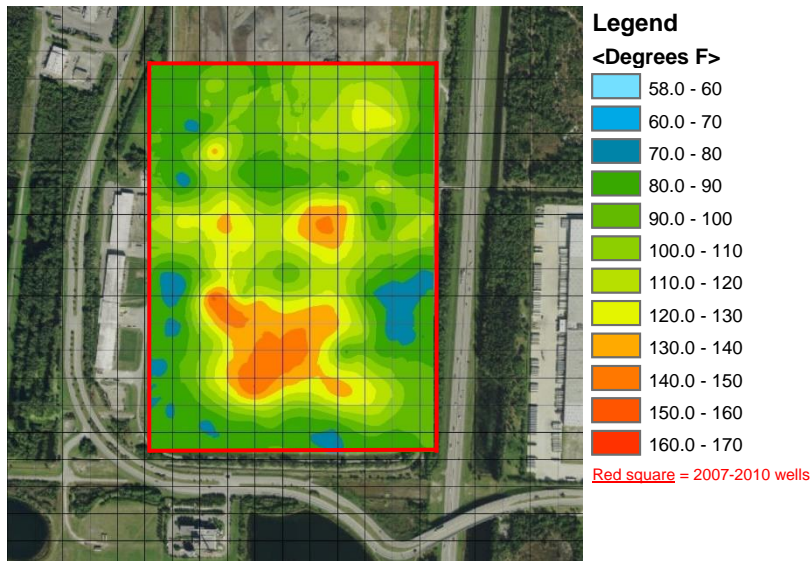 Legend
<Degrees F>
58.0 - 60
60.0 - 70
70.0 - 80
80.0 - 90
90.0 - 100
100.0 - 110
110.0 - 120
120.0 - 130
130.0 - 140
140.0 - 150
150.0 - 160
160.0 - 170
Red square = 2007-2010 wells